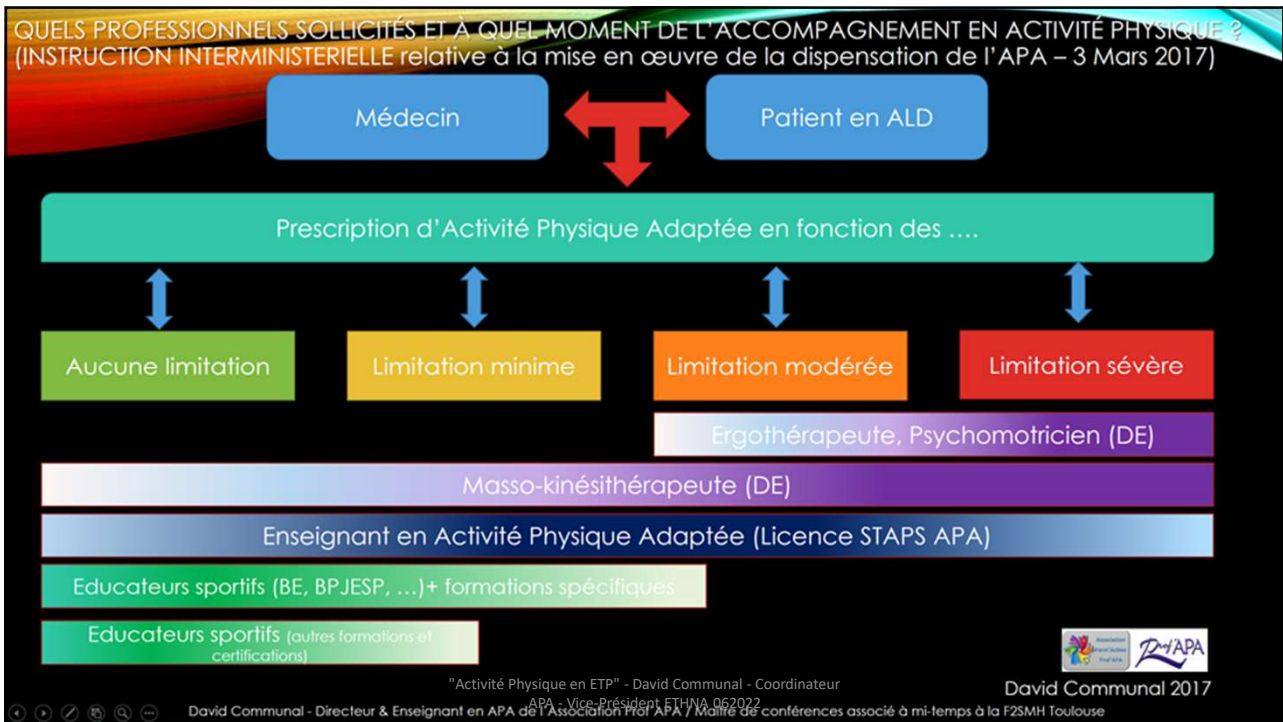 QUELS PROFESSIONNELS SOLLICITÉS ET À QUEL MOMENT DE L'ACCOMPAGNEMENT EN ACTIVITÉ PHYSIQUE ?
(INSTRUCTION INTERMINISTERIELLE relative à la mise en œuvre de la dispensation de l'APA – 3 Mars 2017)
Médecin
Patient en ALD
Prescription d'Activité Physique Adaptée en fonction des ....
Aucune limitation
Limitation minime
Limitation modérée
Limitation sévère
Ergothérapeute, Psychomotricien (DE)
Masso-kinésithérapeute (DE)
Enseignant en Activité Physique Adaptée (Licence STAPS APA)
Educateurs sportifs (BE, BPJESP, ...)+ formations spécifiques
Educateurs sportifs (autres formations et
certifications)
Prof'APA
David Communal 2017
"Activité Physique en ETP" - David Communal - Coordinateur
APA - Vice-Président ETHNA 062022
David Communal - Directeur & Enseignant en APA de l'Association Prof'APA / Maître de conférences associé à mi-temps à la F2SMH Toulouse